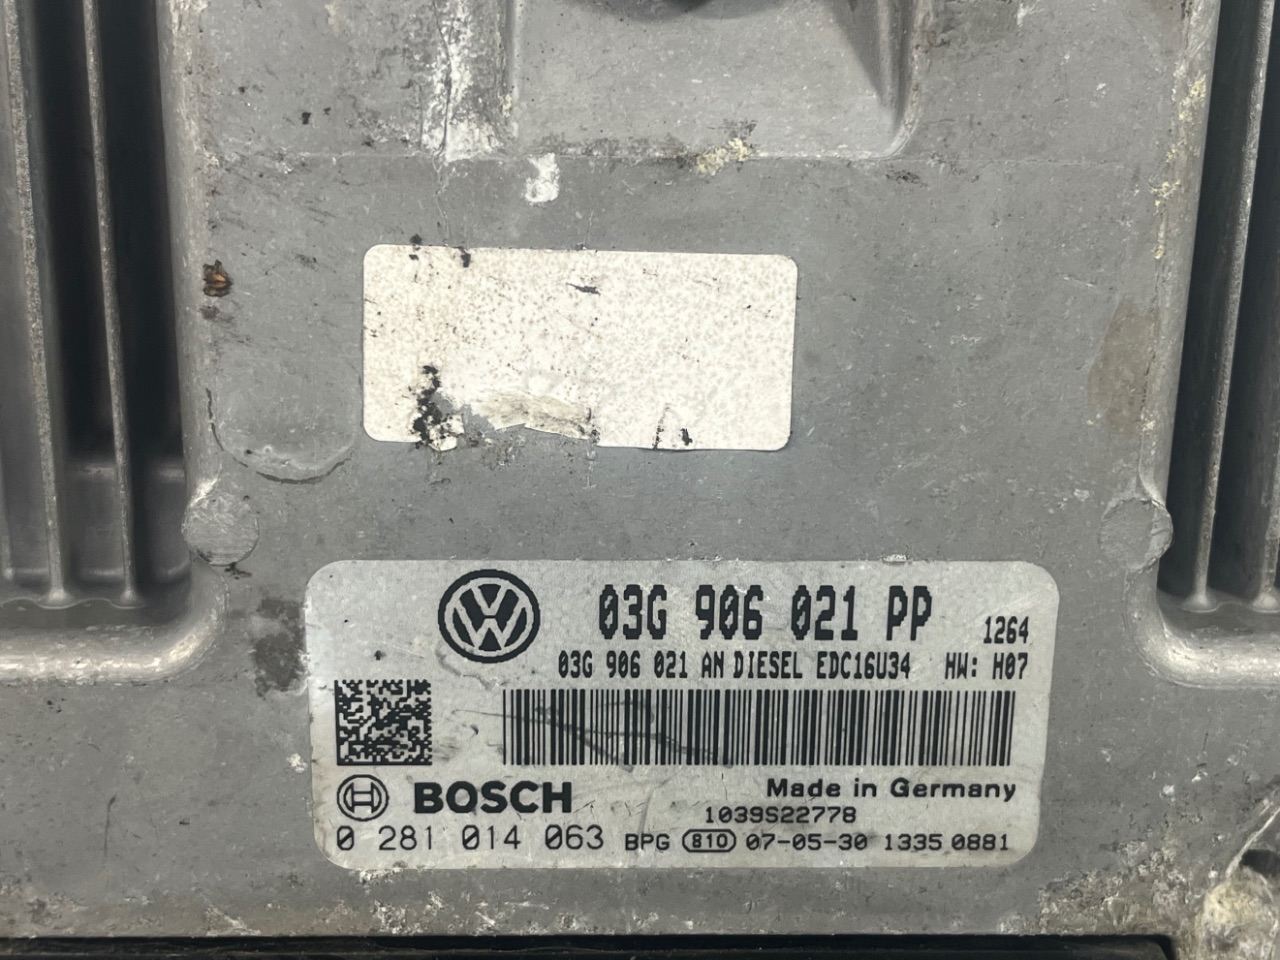 03G 906 021 PP 1264
03G 906 021 AN DIESEL EDC16U34 HW: H07
BOSCH Made in Germany
1039S22778
0 281 014 063 BPG 810 07-05-30 1335 0881